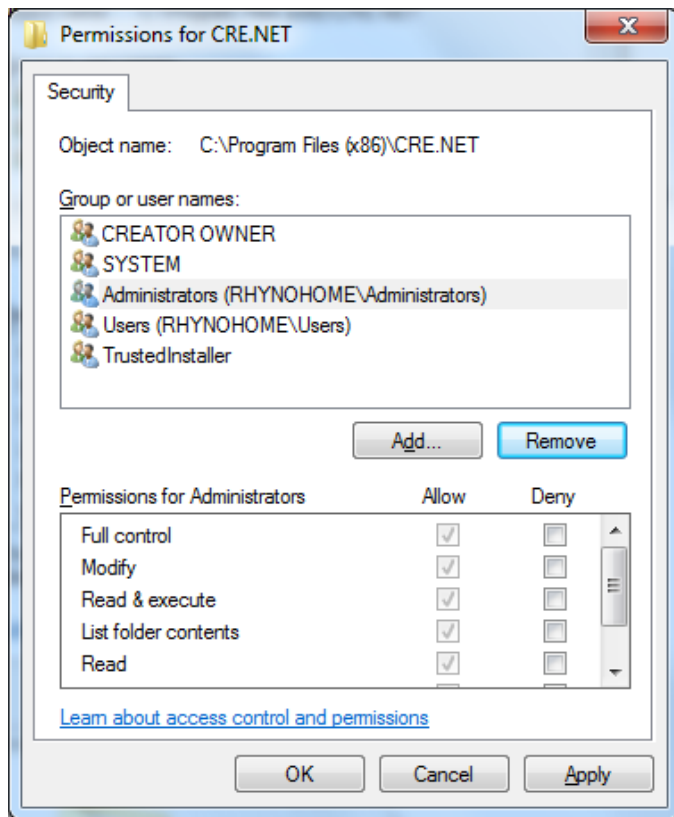 Permissions for CRE.NET
Security
Object name: C:\Program Files (x86)\CRE.NET
Group or user names:
CREATOR OWNER
SYSTEM
Administrators (RHYNOHOME\Administrators)
Users (RHYNOHOME\Users)
TrustedInstaller
Add... Remove
Permissions for Administrators Allow Deny
Full control
Modify
Read & execute
List folder contents
Read
Learn about access control and permissions
OK Cancel Apply